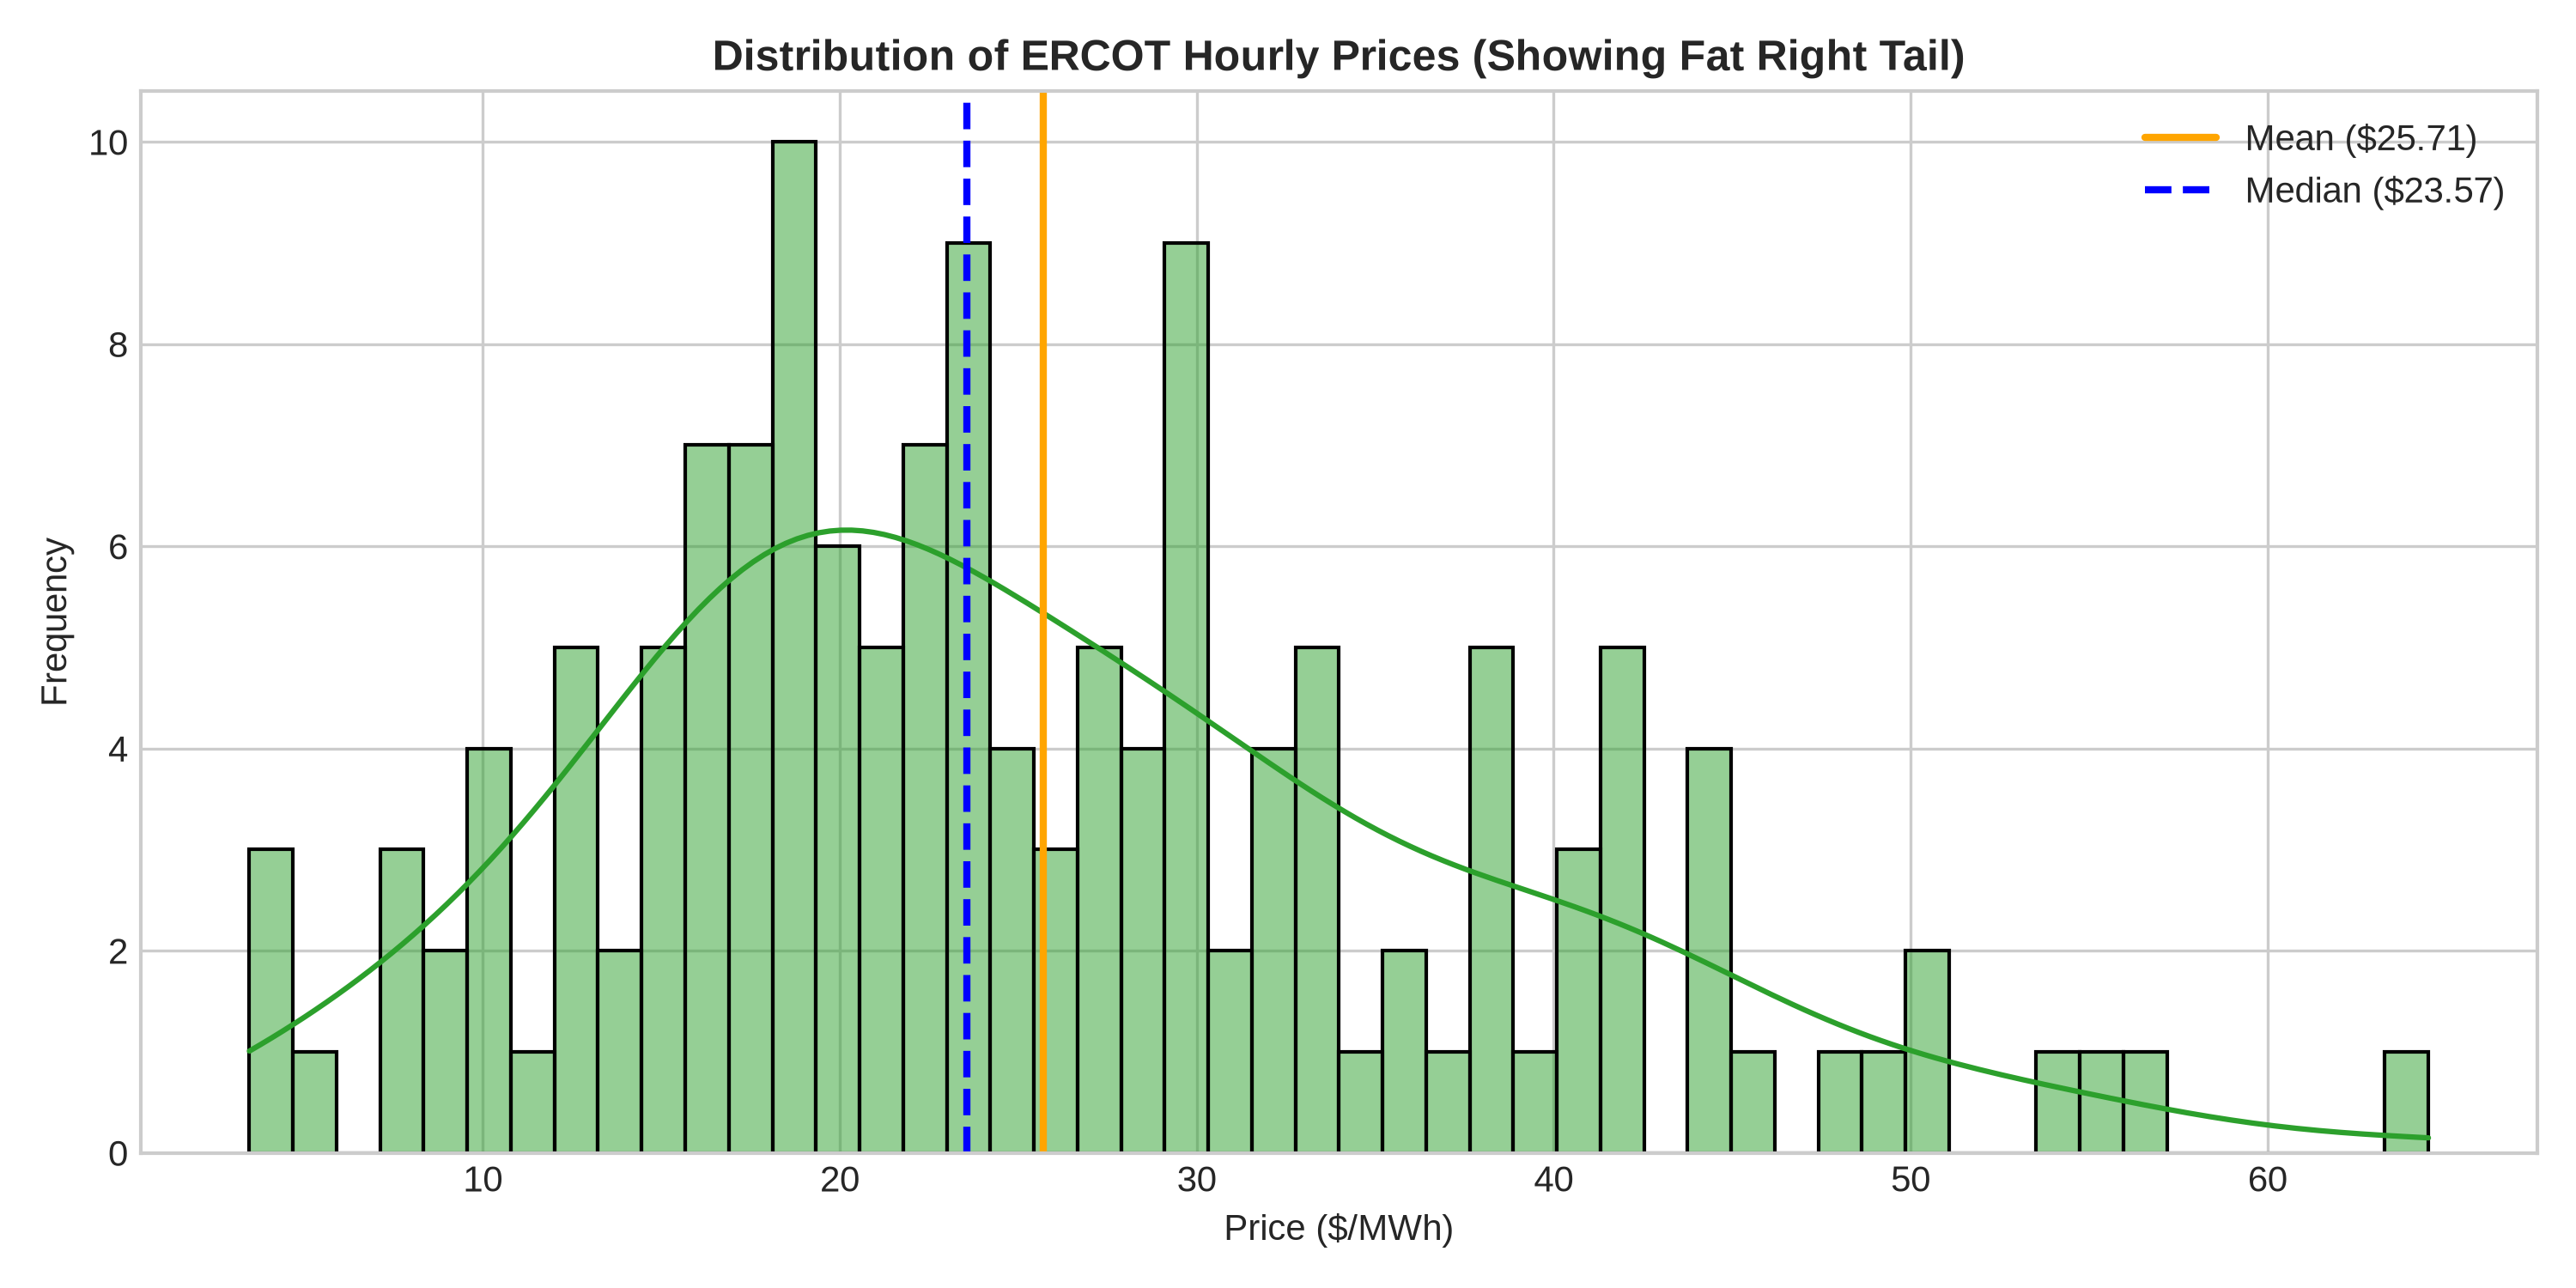 Distribution of ERCOT Hourly Prices (Showing Fat Right Tail)
Mean ($25.71)
Median ($23.57)
Frequency
10
8
6
4
2
0
10 20 30 40 50 60
Price ($/MWh)